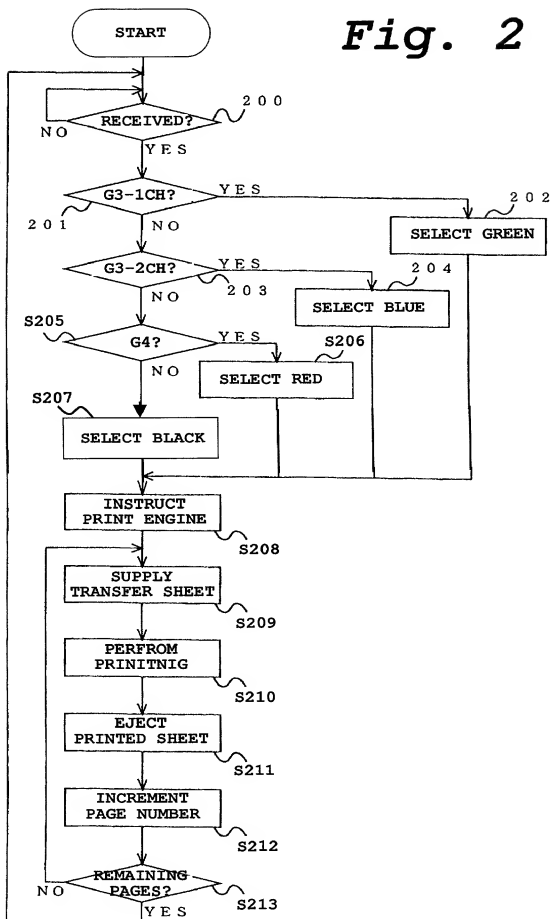 Fig. 2
START
RECEIVED?
200
NO
YES
G3-1CH?
YES
201
NO
202
SELECT GREEN
G3-2CH?
YES
203
NO
204
SELECT BLUE
S205
G4?
YES
NO
S206
SELECT RED
S207
SELECT BLACK
INSTRUCT
PRINT ENGINE
S208
SUPPLY
TRANSFER SHEET
S209
PERFROM
PRINITNIG
S210
EJECT
PRINTED SHEET
S211
INCREMENT
PAGE NUMBER
S212
REMAINING
PAGES?
NO
S213
YES